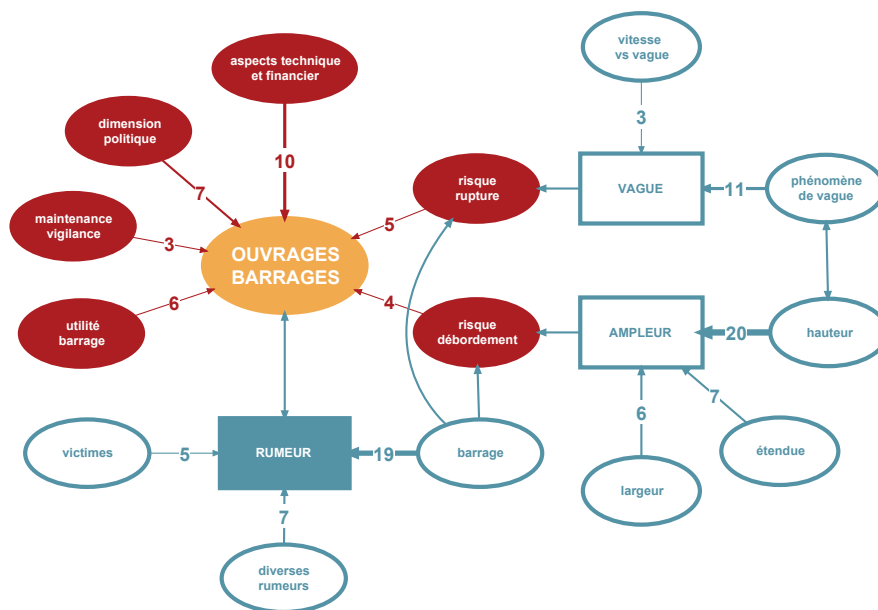 aspects technique
et financier
vitesse
vs vague
dimension
politique
3
10
7
risque
rupture
VAGUE
11
phénomène
de vague
maintenance
vigilance
3
5
OUVRAGES
BARRAGES
6
4
utilité
barrage
risque
débordement
AMPLEUR
20
hauteur
6
7
victimes
5
RUMEUR
19
barrage
étendue
largeur
7
diverses
rumeurs